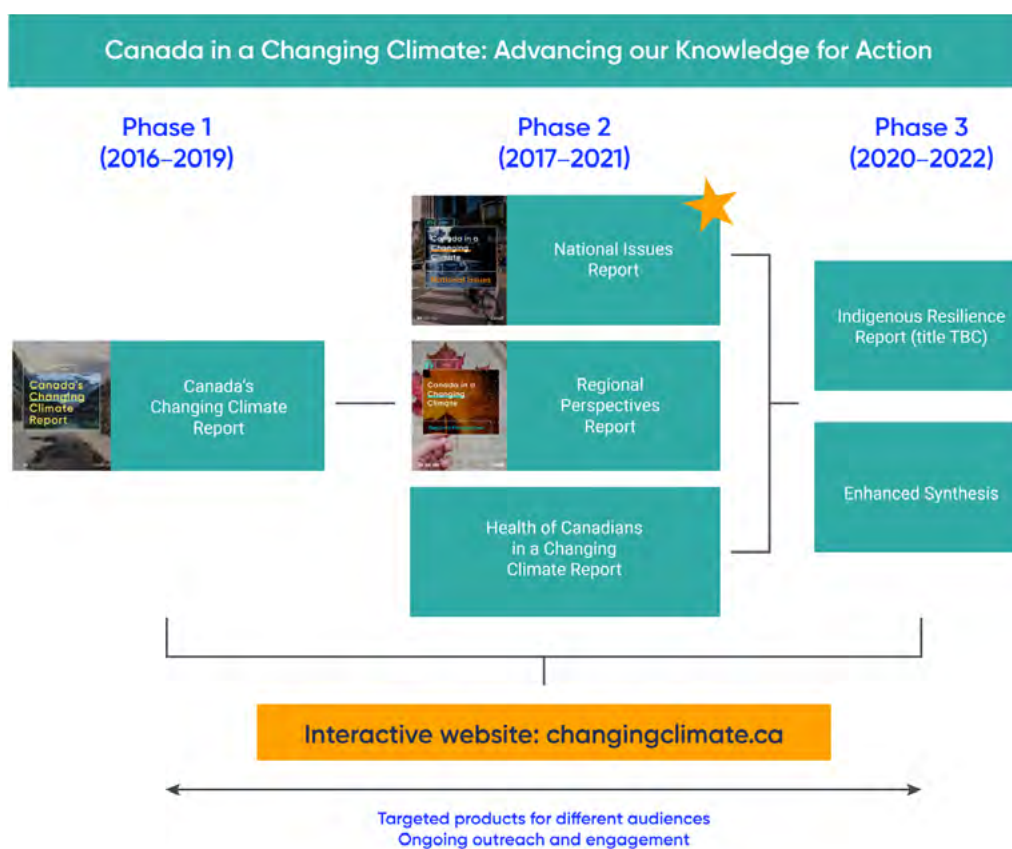 Canada in a Changing Climate: Advancing our Knowledge for Action
Phase 1
(2016–2019)
Phase 2
(2017–2021)
Phase 3
(2020–2022)
Canada's
Changing
Climate
Report
Canada's
Changing Climate
Report
Canada in a
Changing
Climate
National Issues
National Issues
Report
Canada in a
Changing
Climate
Regional Perspectives
Regional
Perspectives
Report
Health of Canadians
in a Changing
Climate Report
Indigenous Resilience
Report (title TBC)
Enhanced Synthesis
Interactive website: changingclimate.ca
Targeted products for different audiences
Ongoing outreach and engagement